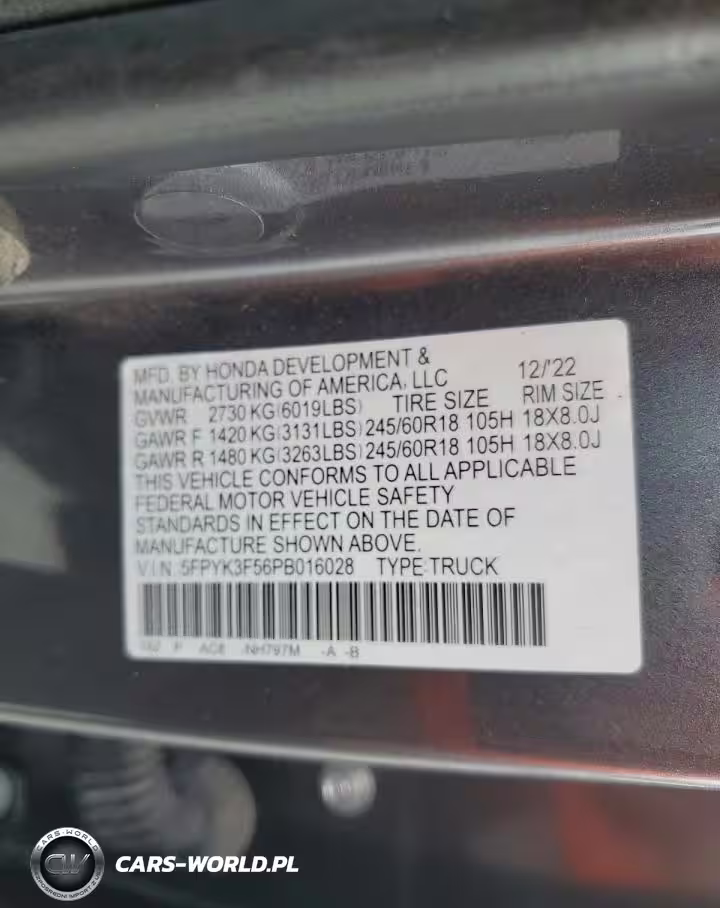 MFD. BY HONDA DEVELOPMENT &
MANUFACTURING OF AMERICA, LLC 12/'22
GVWR 2730 KG(6019LBS) TIRE SIZE RIM SIZE
GAWR F 1420 KG(3131LBS) 245/60R18 105H 18X8.0J
GAWR R 1480 KG(3263LBS) 245/60R18 105H 18X8.0J
THIS VEHICLE CONFORMS TO ALL APPLICABLE
FEDERAL MOTOR VEHICLE SAFETY
STANDARDS IN EFFECT ON THE DATE OF
MANUFACTURE SHOWN ABOVE.
V I N: 5FPYK3F56PB016028 TYPE:TRUCK
NH797M -A -B
CARS-WORLD
CARS-WORLD.PL